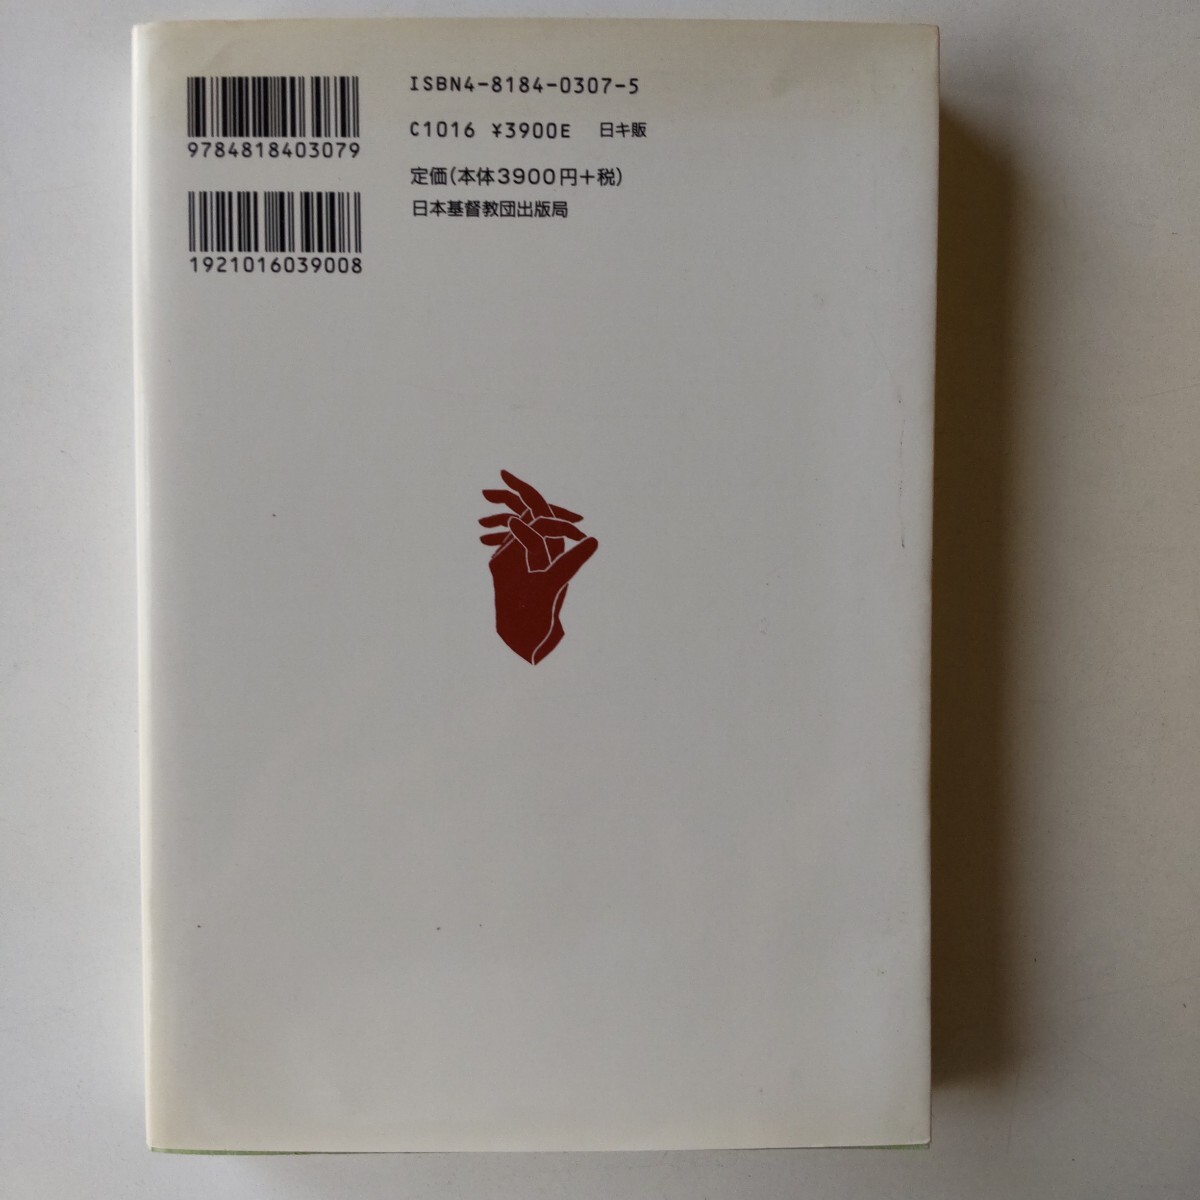 ISBN4-8184-0307-5
C1016 ¥3900E 日キ販
定価(本体3900円+税)
日本基督教団出版局
9784818403079
1921016039008